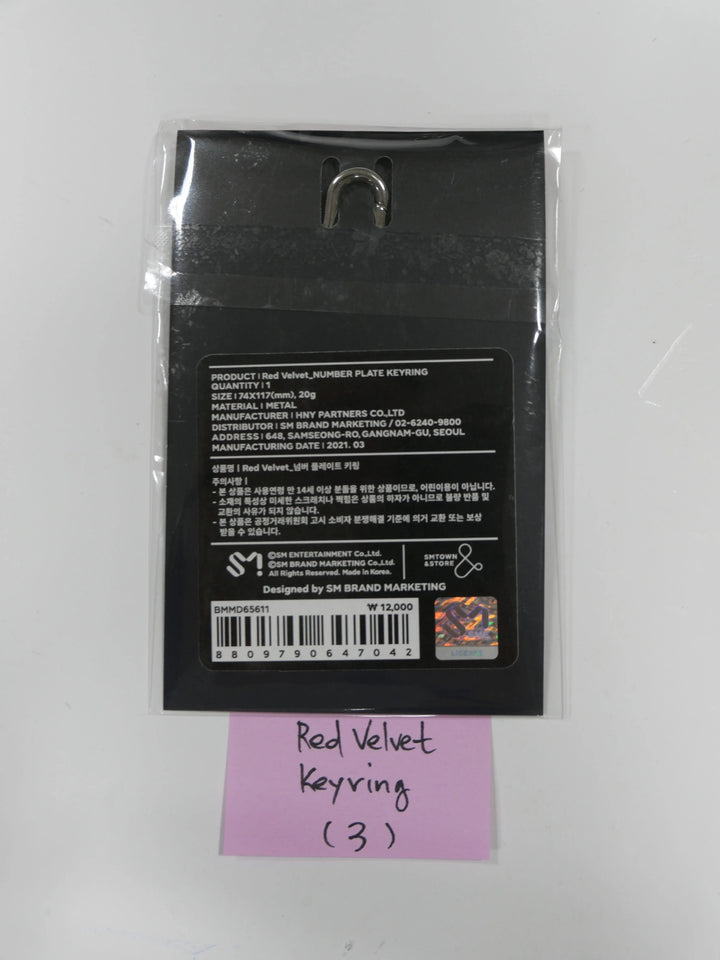 PRODUCT | Red Velvet_NUMBER PLATE KEYRING
QUANTITY | 1
SIZE | 74X117(mm), 20g
MATERIAL | METAL
MANUFACTURER | HNY PARTNERS CO.,LTD
DISTRIBUTOR | SM BRAND MARKETING / 02-6240-9800
ADDRESS | 648, SAMSEONG-RO, GANGNAM-GU, SEOUL
MANUFACTURING DATE | 2021. 03
상품명 | Red Velvet_넘버 플레이트 키링
주의사항 |
- 본 상품은 사용연령 만 14세 이상 분들을 위한 상품이므로, 어린이용이 아닙니다.
- 소재의 특성상 미세한 스크래치나 찍힘은 상품의 하자가 아니므로 불량 반품 및
교환의 사유가 되지 않습니다.
- 본 상품은 공정거래위원회 고시 소비자 분쟁해결 기준에 의거 교환 또는 보상
받을 수 있습니다.
SM!
©SM ENTERTAINMENT Co.,Ltd.
©SM BRAND MARKETING Co.,Ltd.
All Rights Reserved. Made in Korea.
SMTOWN
&STORE
&
Designed by SM BRAND MARKETING
BMMD65611 ₩ 12,000
8809790647042
SM
Red Velvet
Keyring
(3)